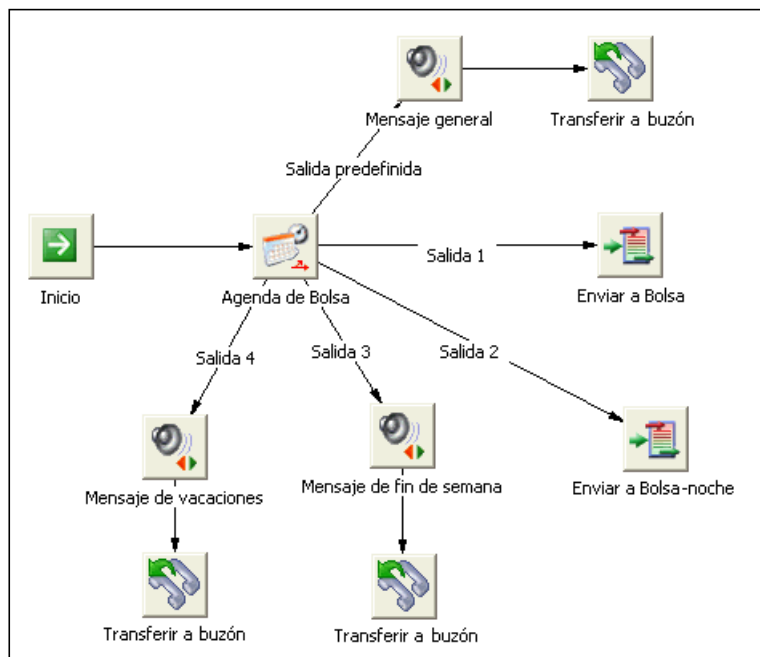 Mensaje general
Transferir a buzón
Salida predefinida
Inicio
Agenda de Bolsa
Salida 1
Enviar a Bolsa
Salida 4
Salida 3
Salida 2
Mensaje de vacaciones
Mensaje de fin de semana
Enviar a Bolsa-noche
Transferir a buzón
Transferir a buzón